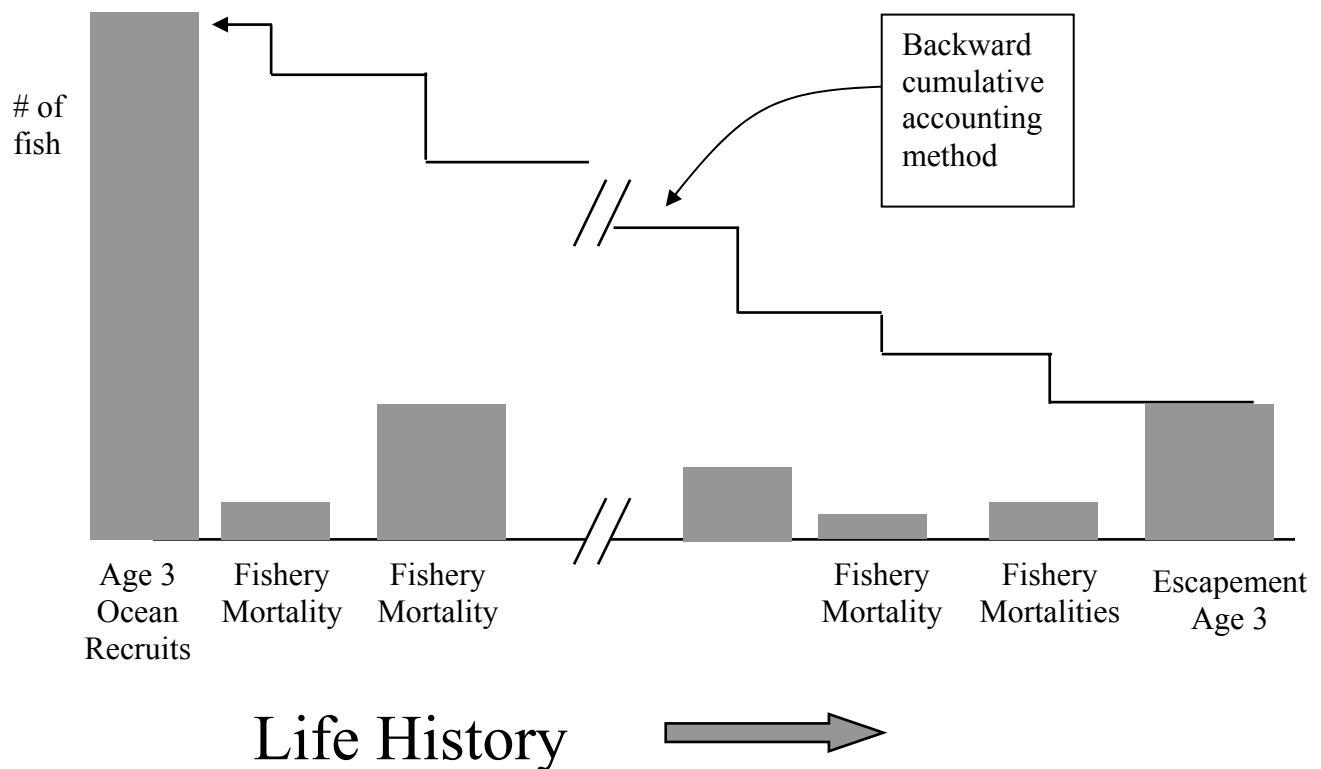 # of
fish
Backward
cumulative
accounting
method
Age 3
Ocean
Recruits
Fishery
Mortality
Fishery
Mortality
Fishery
Mortality
Fishery
Mortalities
Escapement
Age 3
Life History